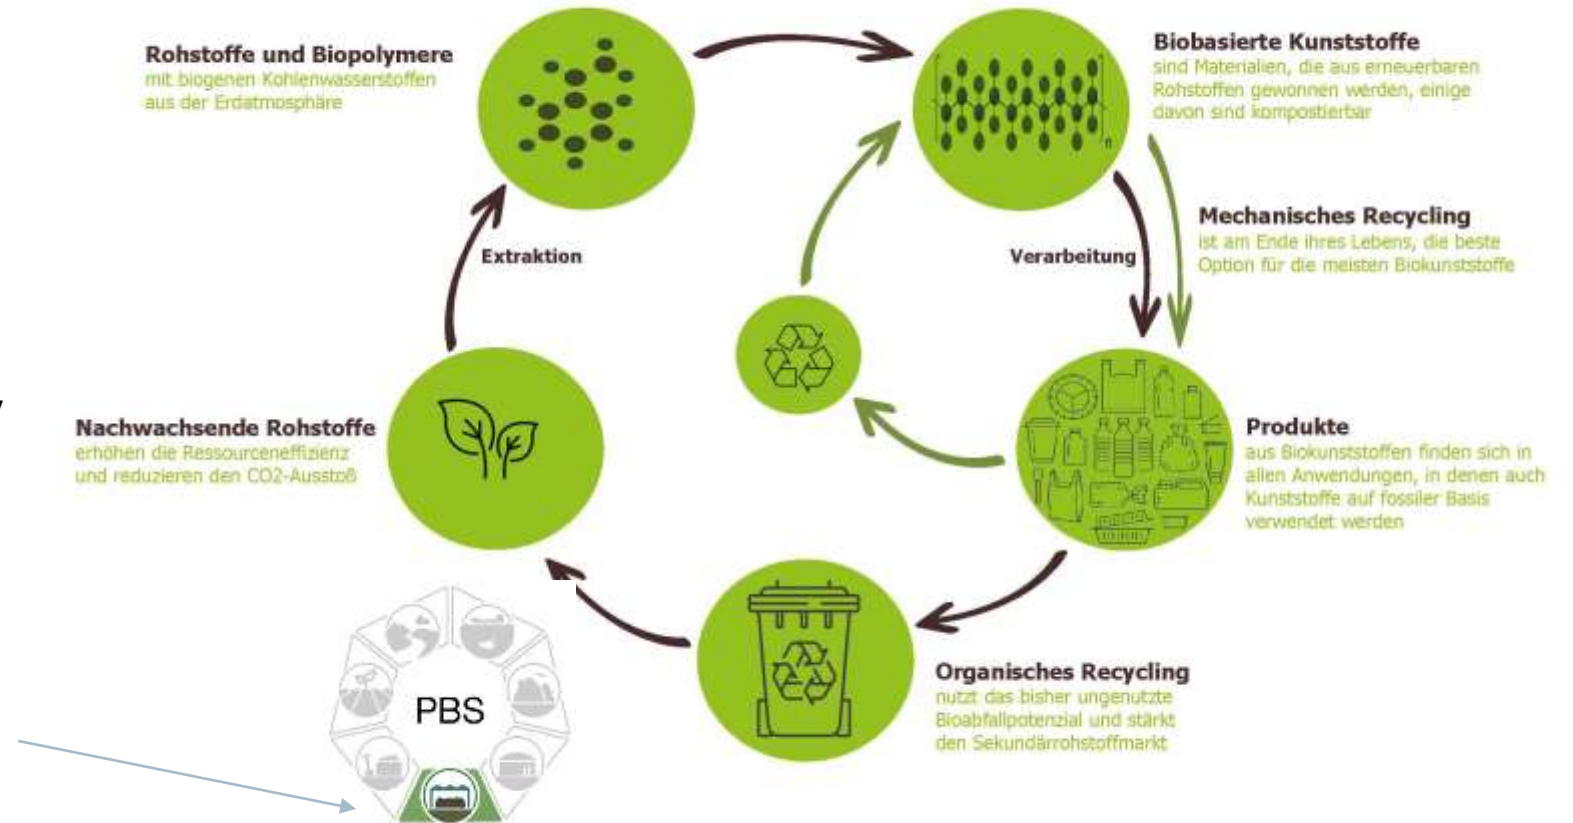 Rohstoffe und Biopolymere
mit biogenen Kohlenwasserstoffen
aus der Erdatmosphäre
Biobasierte Kunststoffe
sind Materialien, die aus erneuerbaren
Rohstoffen gewonnen werden, einige
davon sind kompostierbar
n
Mechanisches Recycling
ist am Ende ihres Lebens, die beste
Option für die meisten Biokunststoffe
Extraktion
Verarbeitung
Nachwachsende Rohstoffe
erhöhen die Ressourceneffizienz
und reduzieren den CO2-Ausstoß
Produkte
aus Biokunststoffen finden sich in
allen Anwendungen, in denen auch
Kunststoffe auf fossiler Basis
verwendet werden
Organisches Recycling
nutzt das bisher ungenutzte
Bioabfallpotenzial und stärkt
den Sekundärrohstoffmarkt
PBS